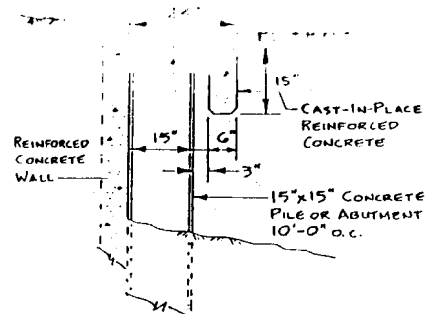 15"
CAST-IN-PLACE
REINFORCED
CONCRETE
REINFORCED
CONCRETE
WALL
15"
6"
3"
15"x15" CONCRETE
PILE OR ABUTMENT
10'-0" O.C.